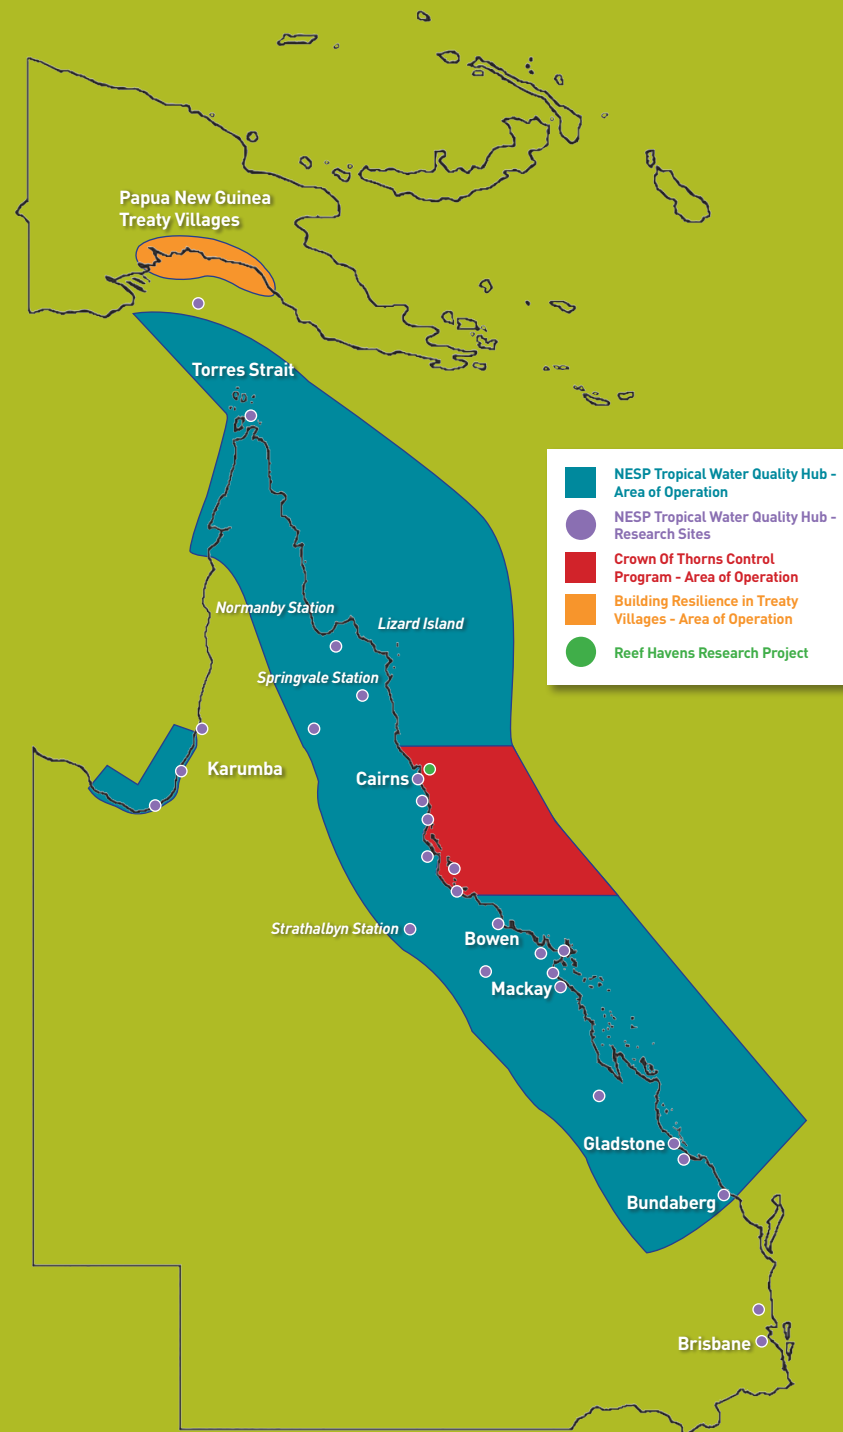 Papua New Guinea
Treaty Villages
Torres Strait
NESP Tropical Water Quality Hub -
Area of Operation
NESP Tropical Water Quality Hub -
Research Sites
Crown Of Thorns Control
Program - Area of Operation
Building Resilience in Treaty
Villages - Area of Operation
Reef Havens Research Project
Normanby Station
Lizard Island
Springvale Station
Karumba
Cairns
Strathalbyn Station
Bowen
Mackay
Gladstone
Bundaberg
Brisbane